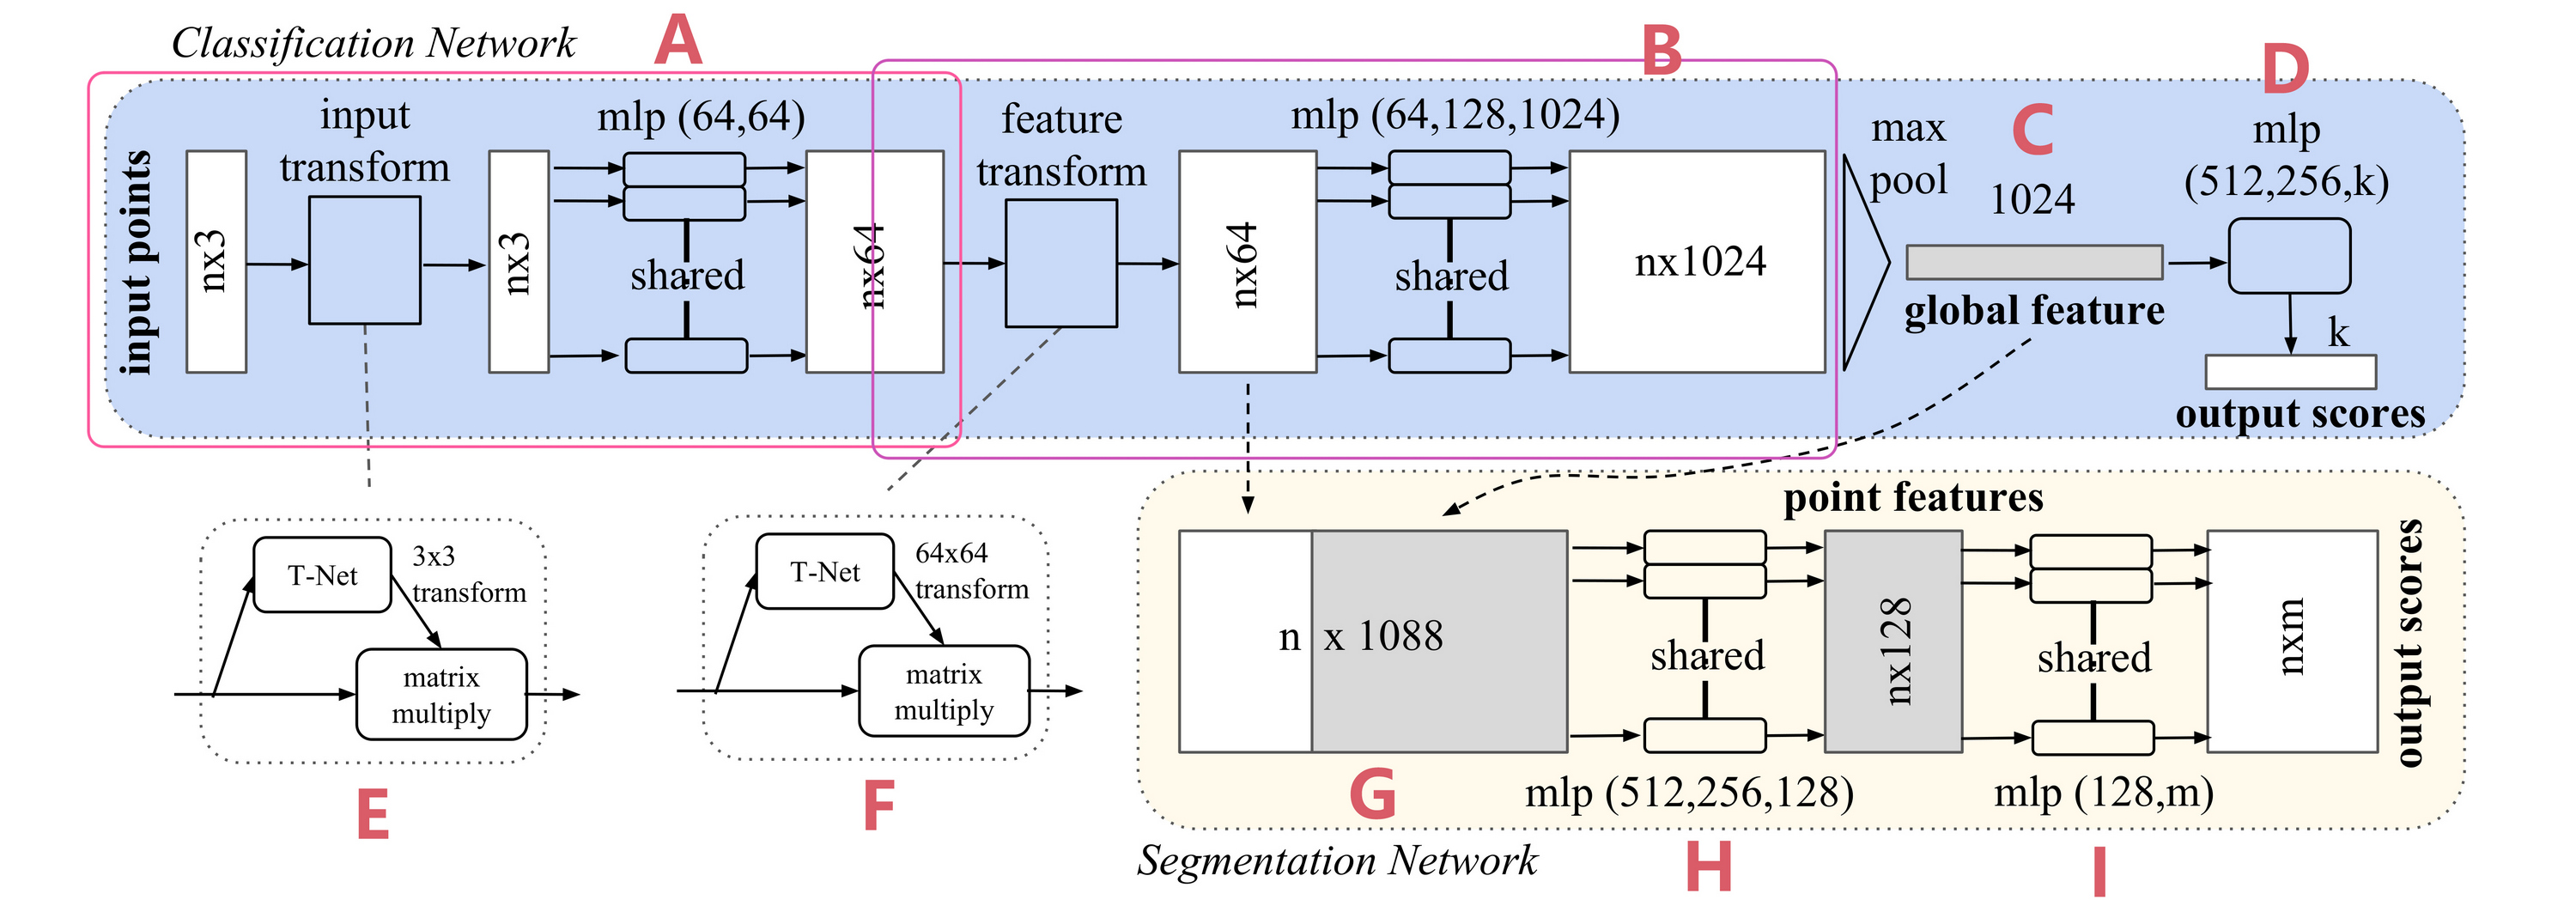 Classification Network
A
B
C
D
input points
nx3
input
transform
nx3
mlp (64,64)
shared
nx64
feature
transform
nx64
mlp (64,128,1024)
shared
nx1024
max
pool
1024
global feature
mlp
(512,256,k)
k
output scores
T-Net
3x3
transform
matrix
multiply
E
T-Net
64x64
transform
matrix
multiply
F
point features
n x 1088
G
shared
mlp (512,256,128)
H
nx128
shared
mlp (128,m)
I
nxm
output scores
Segmentation Network